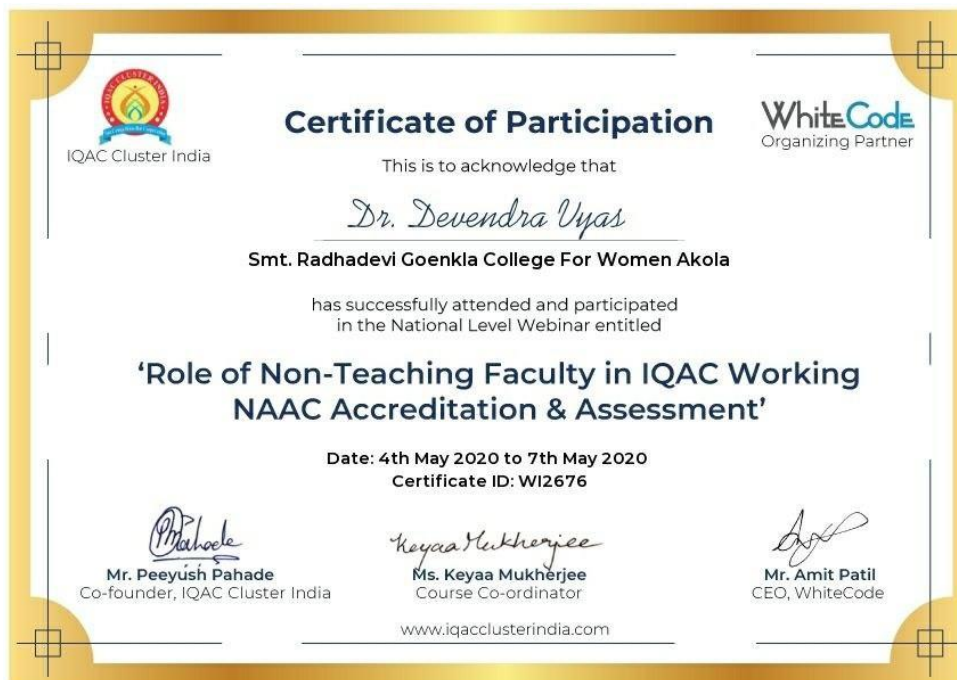 IQAC CLUSTER INDIA
IQAC Cluster India
WhiteCode
Organizing Partner
Certificate of Participation
This is to acknowledge that
Dr. Devendra Vyas
Smt. Radhadevi Goenkla College For Women Akola
has successfully attended and participated
in the National Level Webinar entitled
‘Role of Non-Teaching Faculty in IQAC Working
NAAC Accreditation & Assessment’
Date: 4th May 2020 to 7th May 2020
Certificate ID: WI2676
PMahade
Keyaa Mukherjee
Mr. Peeyush Pahade
Co-founder, IQAC Cluster India
Ms. Keyaa Mukherjee
Course Co-ordinator
Mr. Amit Patil
CEO, WhiteCode
www.iqacclusterindia.com